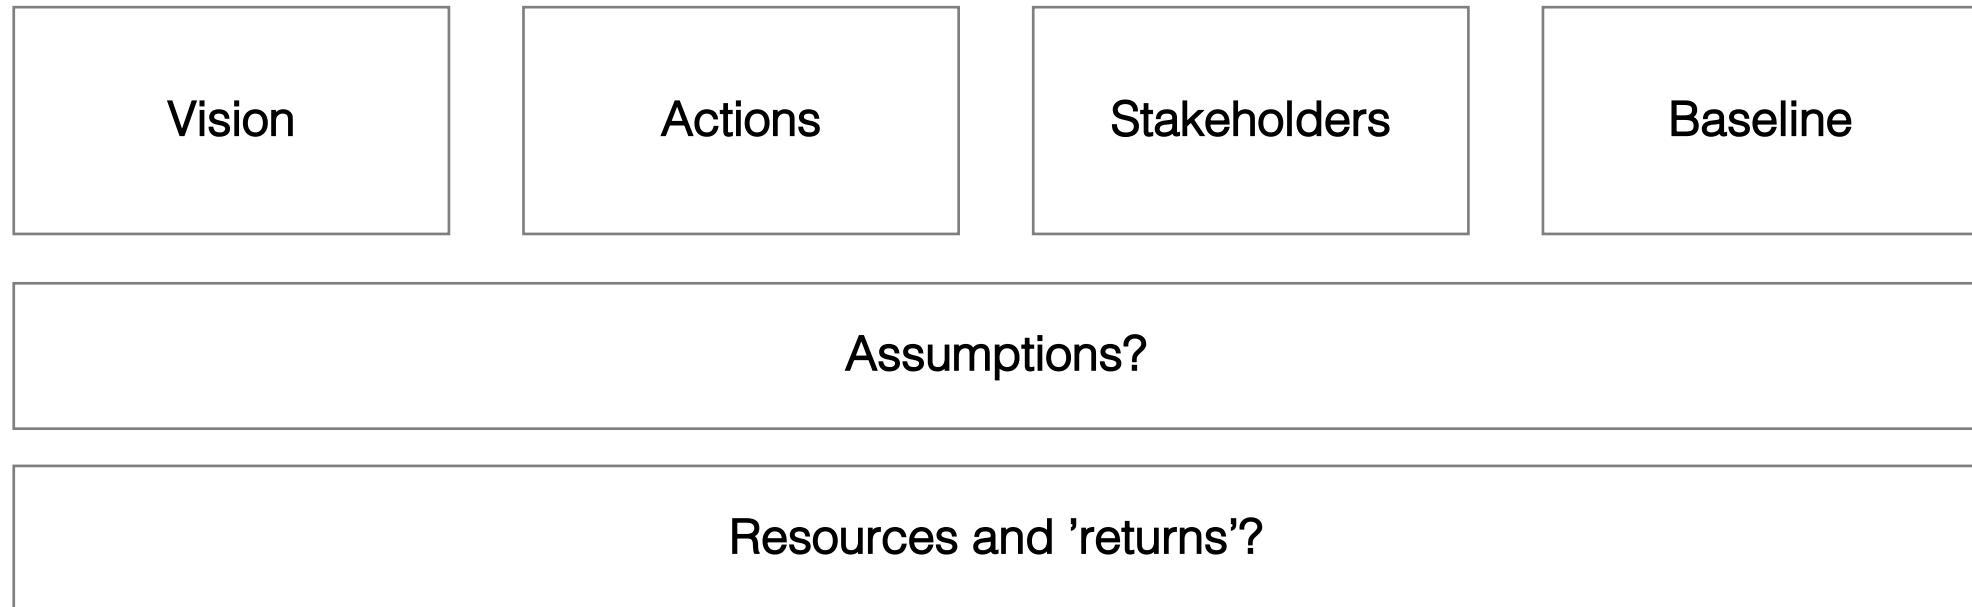 Vision
Actions
Stakeholders
Baseline
Assumptions?
Resources and ’returns’?